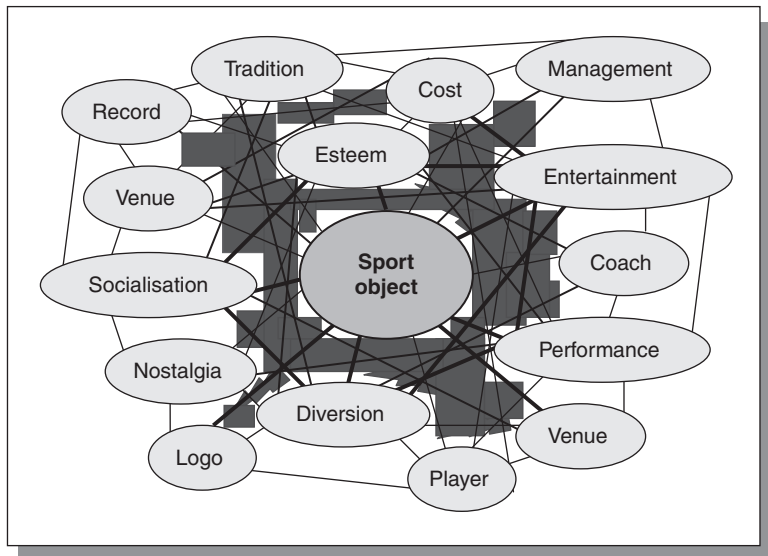 Tradition
Cost
Management
Record
Esteem
Entertainment
Venue
Sport
object
Coach
Socialisation
Performance
Nostalgia
Diversion
Venue
Logo
Player